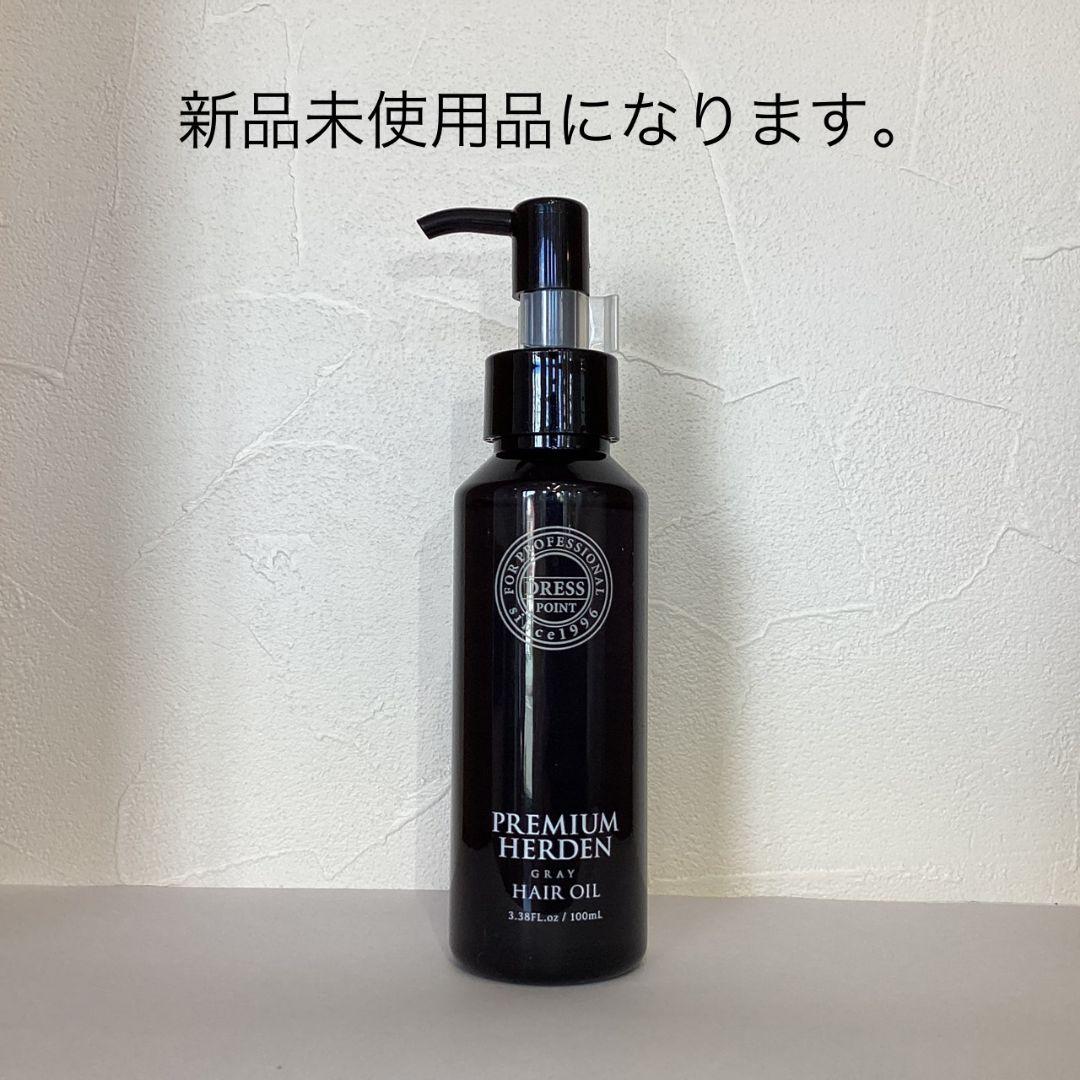 新品未使用品になります。
FOR PROFESSIONAL
DRESS
POINT
since1996
PREMIUM
HERDEN
GRAY
HAIR OIL
3.38FL.oz / 100mL